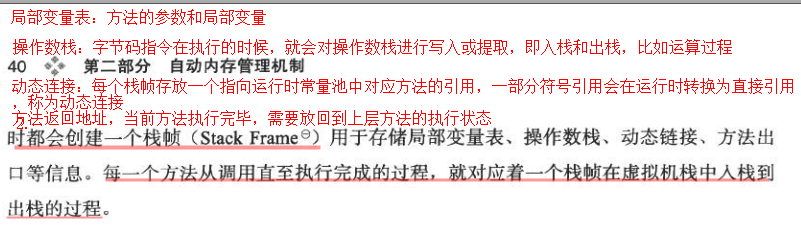 局部变量表：方法的参数和局部变量
操作数栈：字节码指令在执行的时候，就会对操作数栈进行写入或提取，即入栈和出栈，比如运算过程
40 第二部分 自动内存管理机制
动态连接：每个栈帧存放一个指向运行时常量池中对应方法的引用，一部分符号引用会在运行时转换为直接引用
，称为动态连接
方法返回地址，当前方法执行完毕，需要放回到上层方法的执行状态
时都会创建一个栈帧（Stack Frame⊖）用于存储局部变量表、操作数栈、动态链接、方法出
口等信息。每一个方法从调用直至执行完成的过程，就对应着一个栈帧在虚拟机栈中入栈到
出栈的过程。